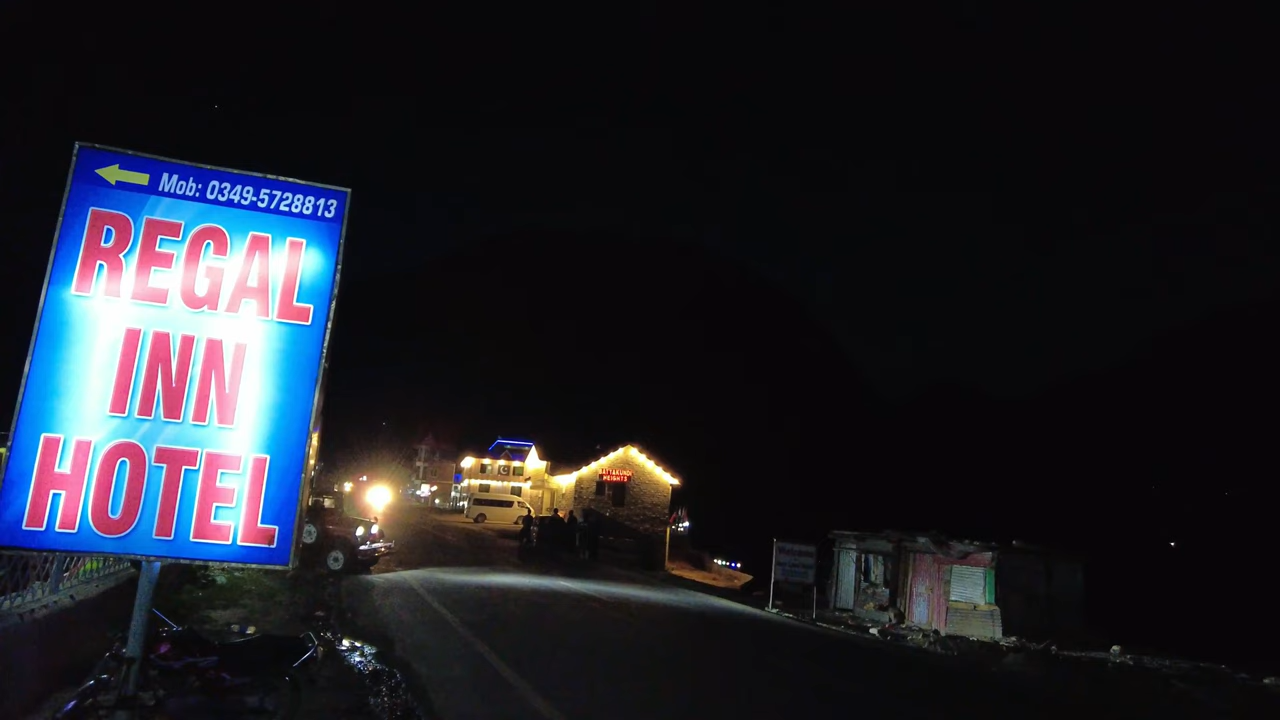 Mob: 0349-5728813
REGAL
INN
HOTEL
BATTAKUNDI
HEIGHTS